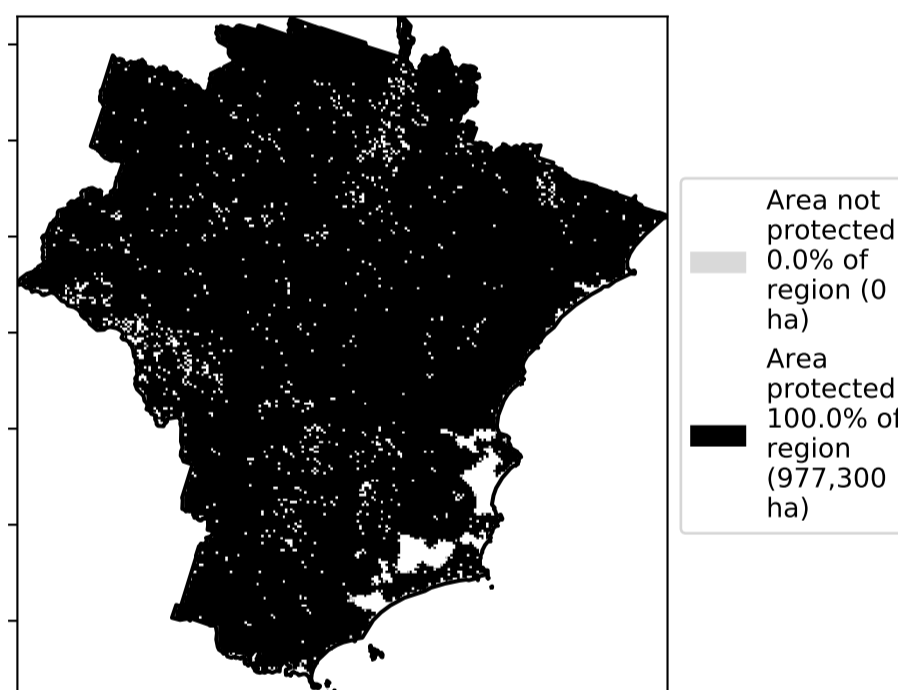 Area not
protected
0.0% of
region (0
ha)
Area
protected
100.0% of
region
(977,300
ha)